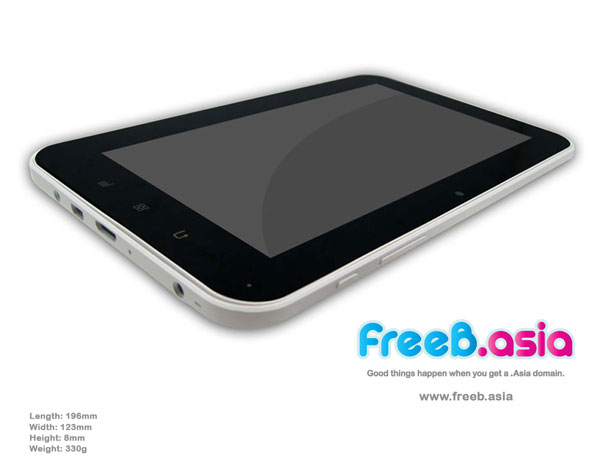 FreeB.asia
Good things happen when you get a .Asia domain.
www.freeb.asia
Length: 196mm
Width: 123mm
Height: 8mm
Weight: 330g